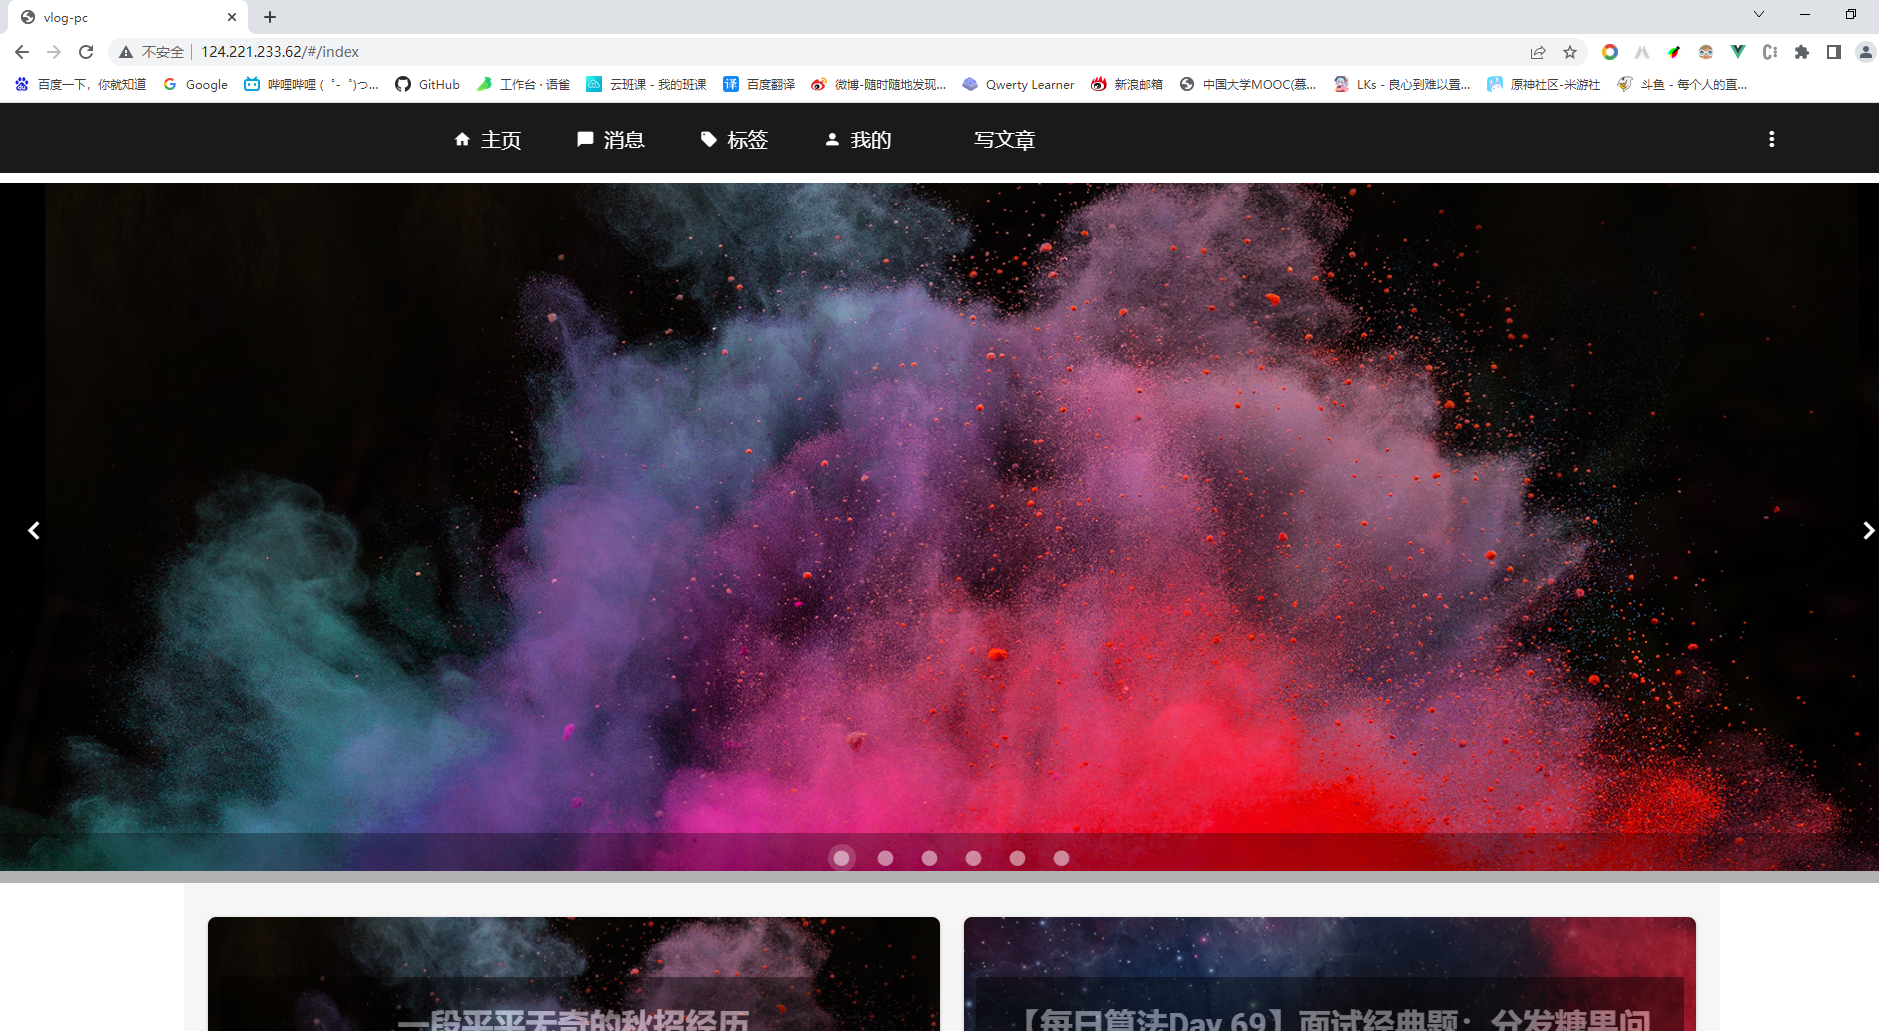 vlog-pc
不安全 124.221.233.62/#/index
百度一下，你就知道 Google 哔哩哔哩 ( ゜- ゜)つ... GitHub 工作台 · 语雀 云班课 - 我的班课 百度翻译 微博-随时随地发现... Qwerty Learner 新浪邮箱 中国大学MOOC(慕... LKs - 良心到难以置... 原神社区-米游社 斗鱼 - 每个人的直...
主页 消息 标签 我的 写文章
一段平平无奇的秋招经历
【每日算法Day 69】面试经典题：分发糖果问